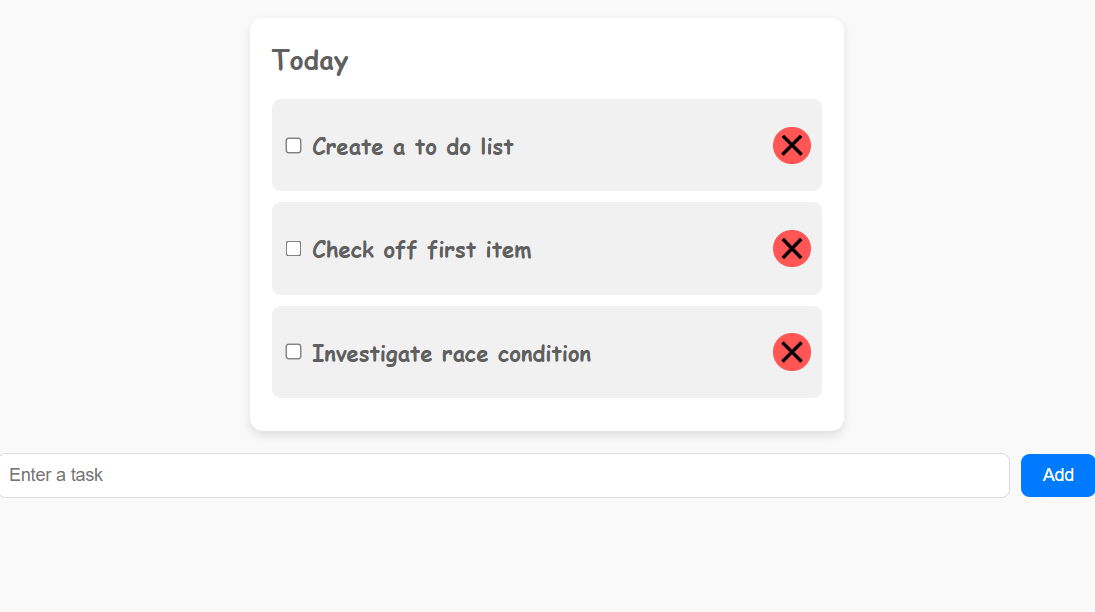 Today
Create a to do list
Check off first item
Investigate race condition
Enter a task
Add